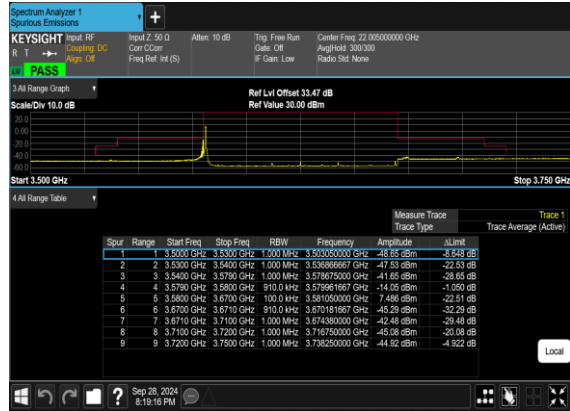 Spectrum Analyzer 1
Spurious Emissions
+
KEYSIGHT Input: RF Input Z: 50 Ω Atten: 10 dB Trig: Free Run Center Freq: 22.005000000 GHz
R T Coupling: DC Corr CCorr Gate: Off Avg|Hold: 300/300
Align: Off Freq Ref: Int (S) IF Gain: Low Radio Std: None
PASS
3 All Range Graph
Ref Lvl Offset 33.47 dB
Scale/Div 10.0 dB Ref Value 30.00 dBm
20.0
0.00
-20.0
-40.0
-60.0
Start 3.500 GHz Stop 3.750 GHz
4 All Range Table
Measure Trace Trace 1
Trace Type Trace Average (Active)
Spur Range Start Freq Stop Freq RBW Frequency Amplitude ΔLimit
1 1 3.5000 GHz 3.5300 GHz 1.000 MHz 3.503050000 GHz -48.65 dBm -8.648 dB
2 2 3.5300 GHz 3.5400 GHz 1.000 MHz 3.536866667 GHz -47.53 dBm -22.53 dB
3 3 3.5400 GHz 3.5790 GHz 1.000 MHz 3.578675000 GHz -41.65 dBm -28.65 dB
4 4 3.5790 GHz 3.5800 GHz 910.0 kHz 3.579961667 GHz -14.05 dBm -1.050 dB
5 5 3.5800 GHz 3.6700 GHz 100.0 kHz 3.581050000 GHz 7.486 dBm -22.51 dB
6 6 3.6700 GHz 3.6710 GHz 910.0 kHz 3.670181667 GHz -45.29 dBm -32.29 dB
7 7 3.6710 GHz 3.7100 GHz 1.000 MHz 3.674380000 GHz -42.48 dBm -29.48 dB
8 8 3.7100 GHz 3.7200 GHz 1.000 MHz 3.716750000 GHz -45.08 dBm -20.08 dB
9 9 3.7200 GHz 3.7500 GHz 1.000 MHz 3.738250000 GHz -44.92 dBm -4.922 dB
Local
? Sep 28, 2024
8:19:16 PM